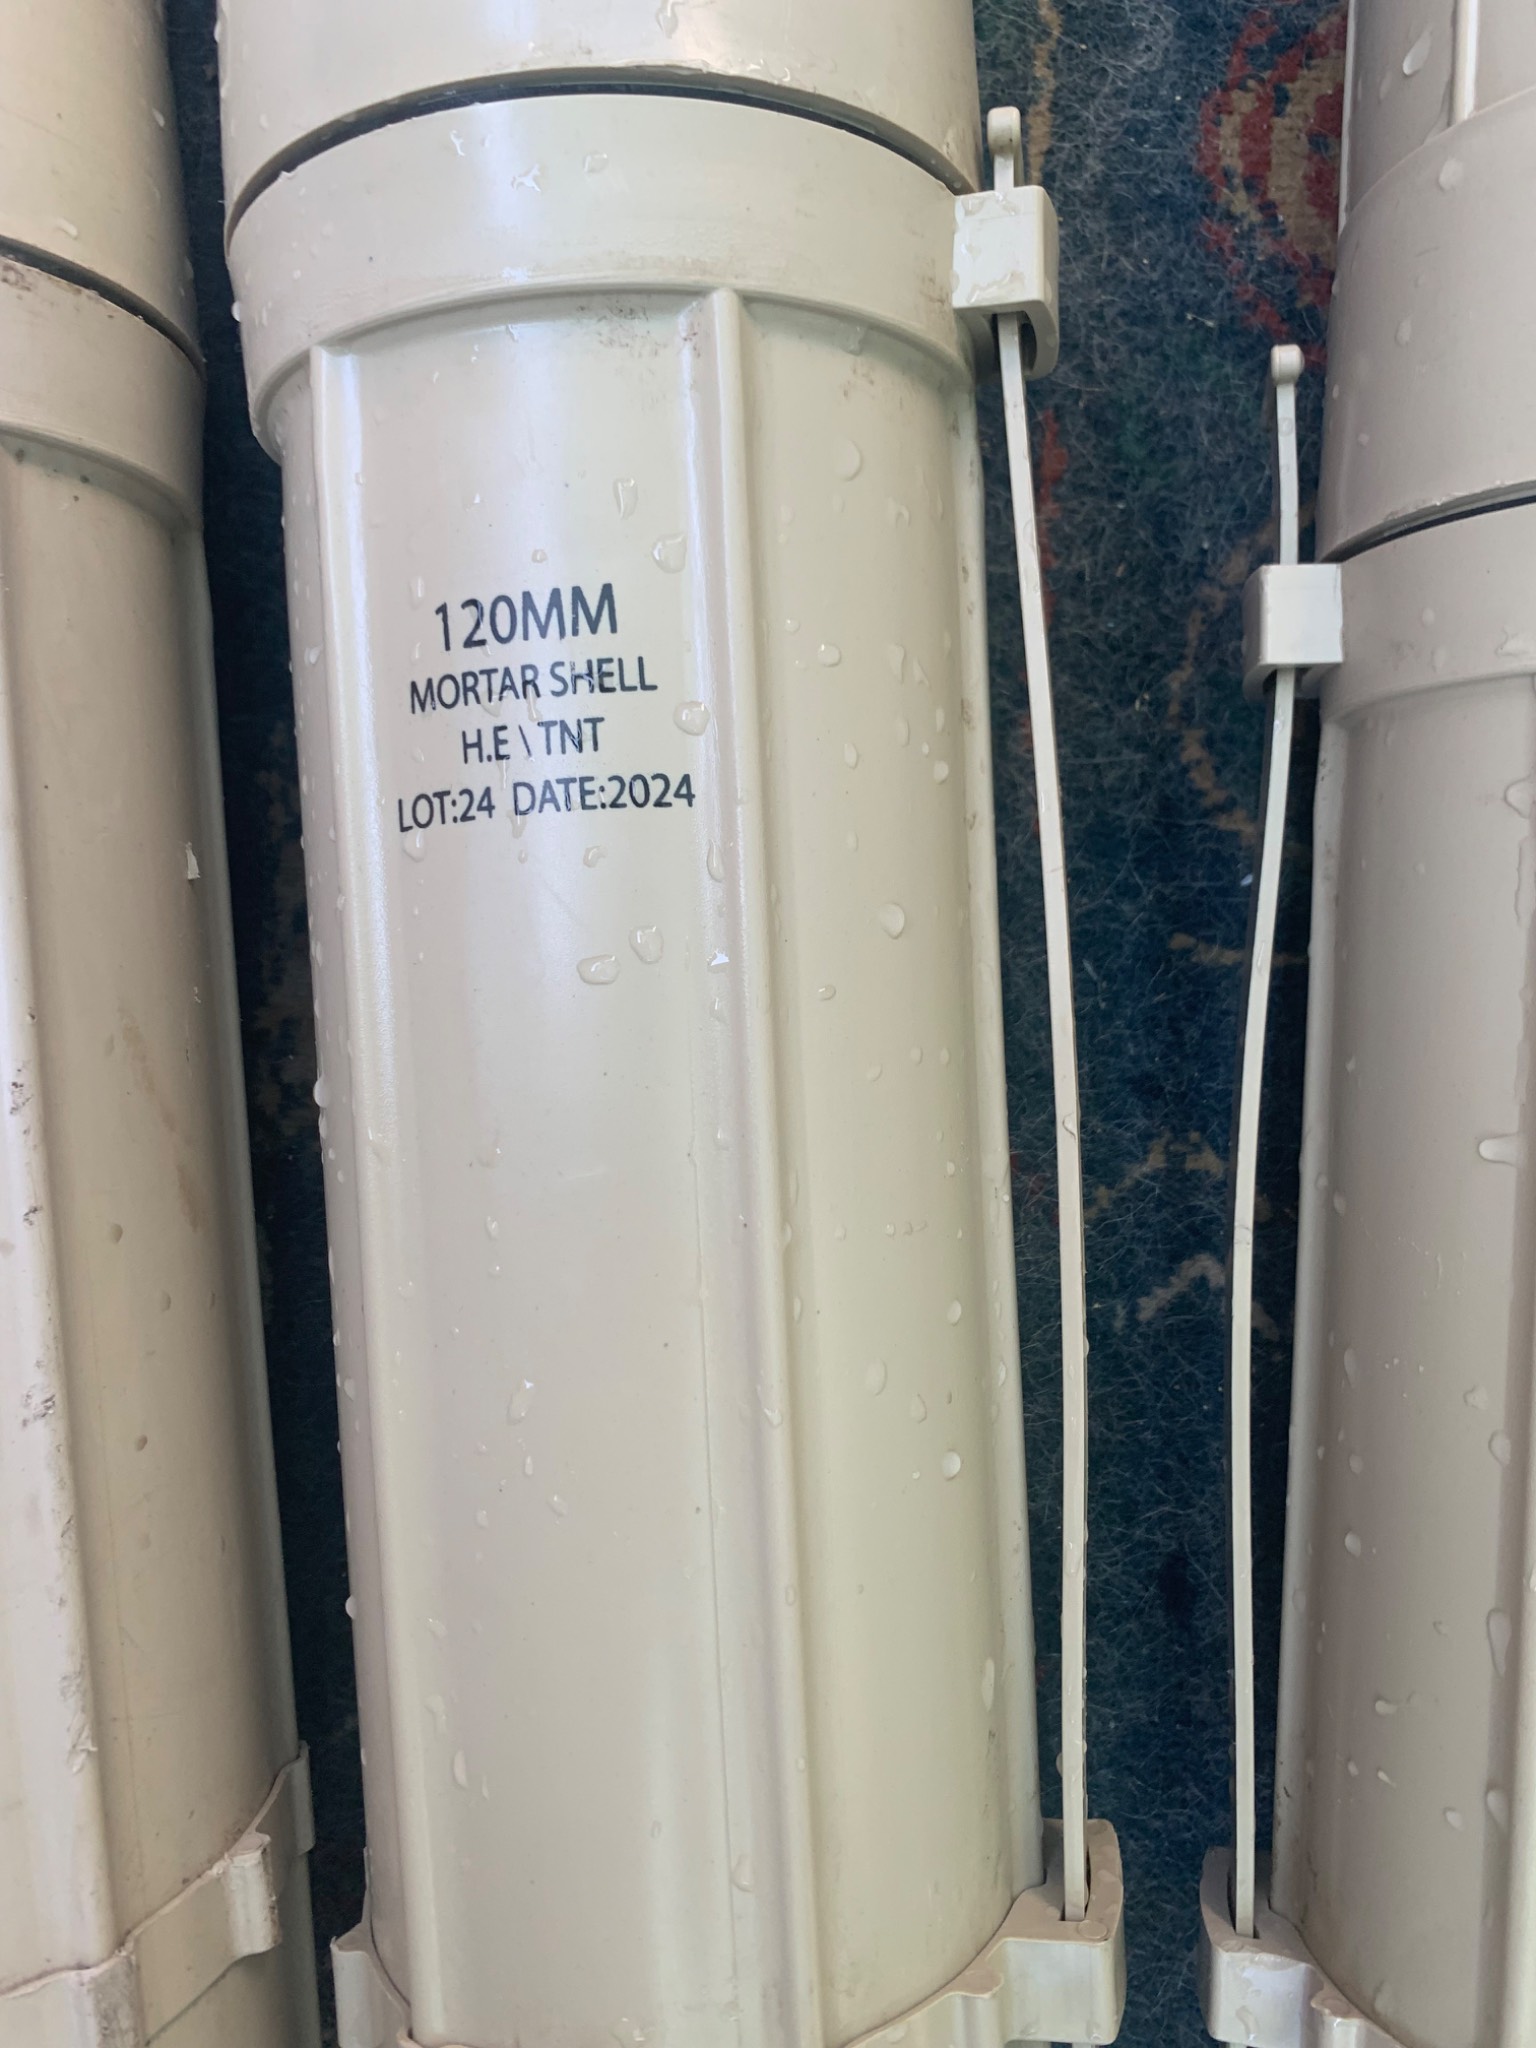 120MM
MORTAR SHELL
H.E \ TNT
LOT:24 DATE:2024